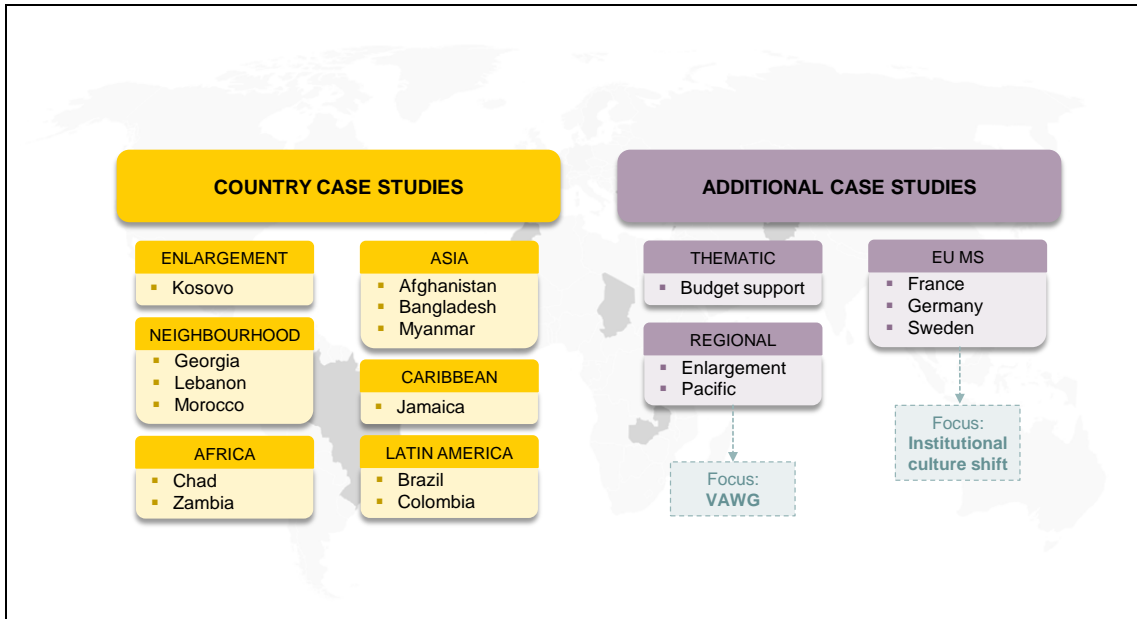 COUNTRY CASE STUDIES
ENLARGEMENT
▪ Kosovo
NEIGHBOURHOOD
▪ Georgia
▪ Lebanon
▪ Morocco
AFRICA
▪ Chad
▪ Zambia
ASIA
▪ Afghanistan
▪ Bangladesh
▪ Myanmar
CARIBBEAN
▪ Jamaica
LATIN AMERICA
▪ Brazil
▪ Colombia
ADDITIONAL CASE STUDIES
THEMATIC
▪ Budget support
REGIONAL
▪ Enlargement
▪ Pacific
Focus:
VAWG
EU MS
▪ France
▪ Germany
▪ Sweden
Focus:
Institutional
culture shift